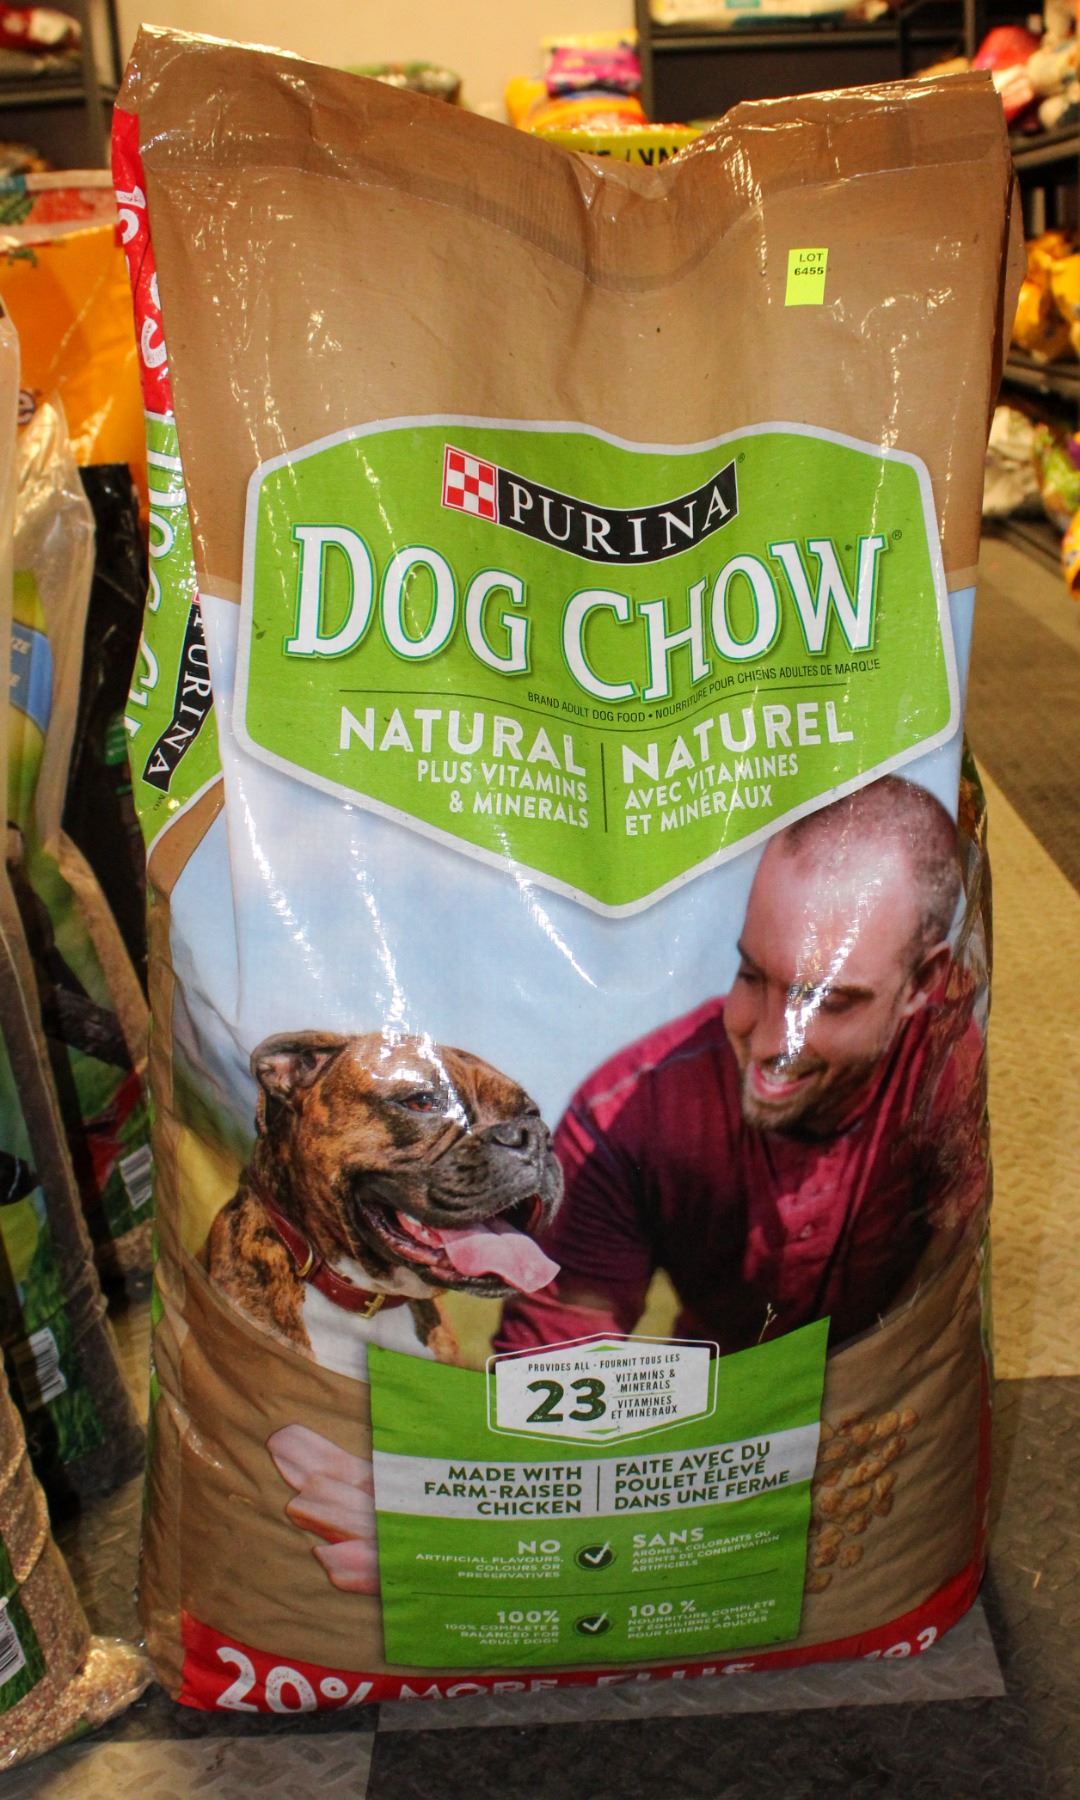 LOT
6455
PURINA®
DOG CHOW®
BRAND ADULT DOG FOOD • NOURRITURE POUR CHIENS ADULTES DE MARQUE
NATURAL
PLUS VITAMINS
& MINERALS
NATUREL
AVEC VITAMINES
ET MINÉRAUX
PURINA
PROVIDES ALL - FOURNIT TOUS LES
23
VITAMINS &
MINERALS
VITAMINES
ET MINÉRAUX
MADE WITH
FARM-RAISED
CHICKEN
FAITE AVEC DU
POULET ÉLEVÉ
DANS UNE FERME
NO
ARTIFICIAL FLAVOURS,
COLOURS OR
PRESERVATIVES
SANS
ARÔMES, COLORANTS OU
AGENTS DE CONSERVATION
ARTIFICIELS
100%
100% COMPLETE &
BALANCED FOR
ADULT DOGS
100 %
NOURRITURE COMPLÈTE
ET ÉQUILIBRÉE À 100 %
POUR CHIENS ADULTES
20% MORE